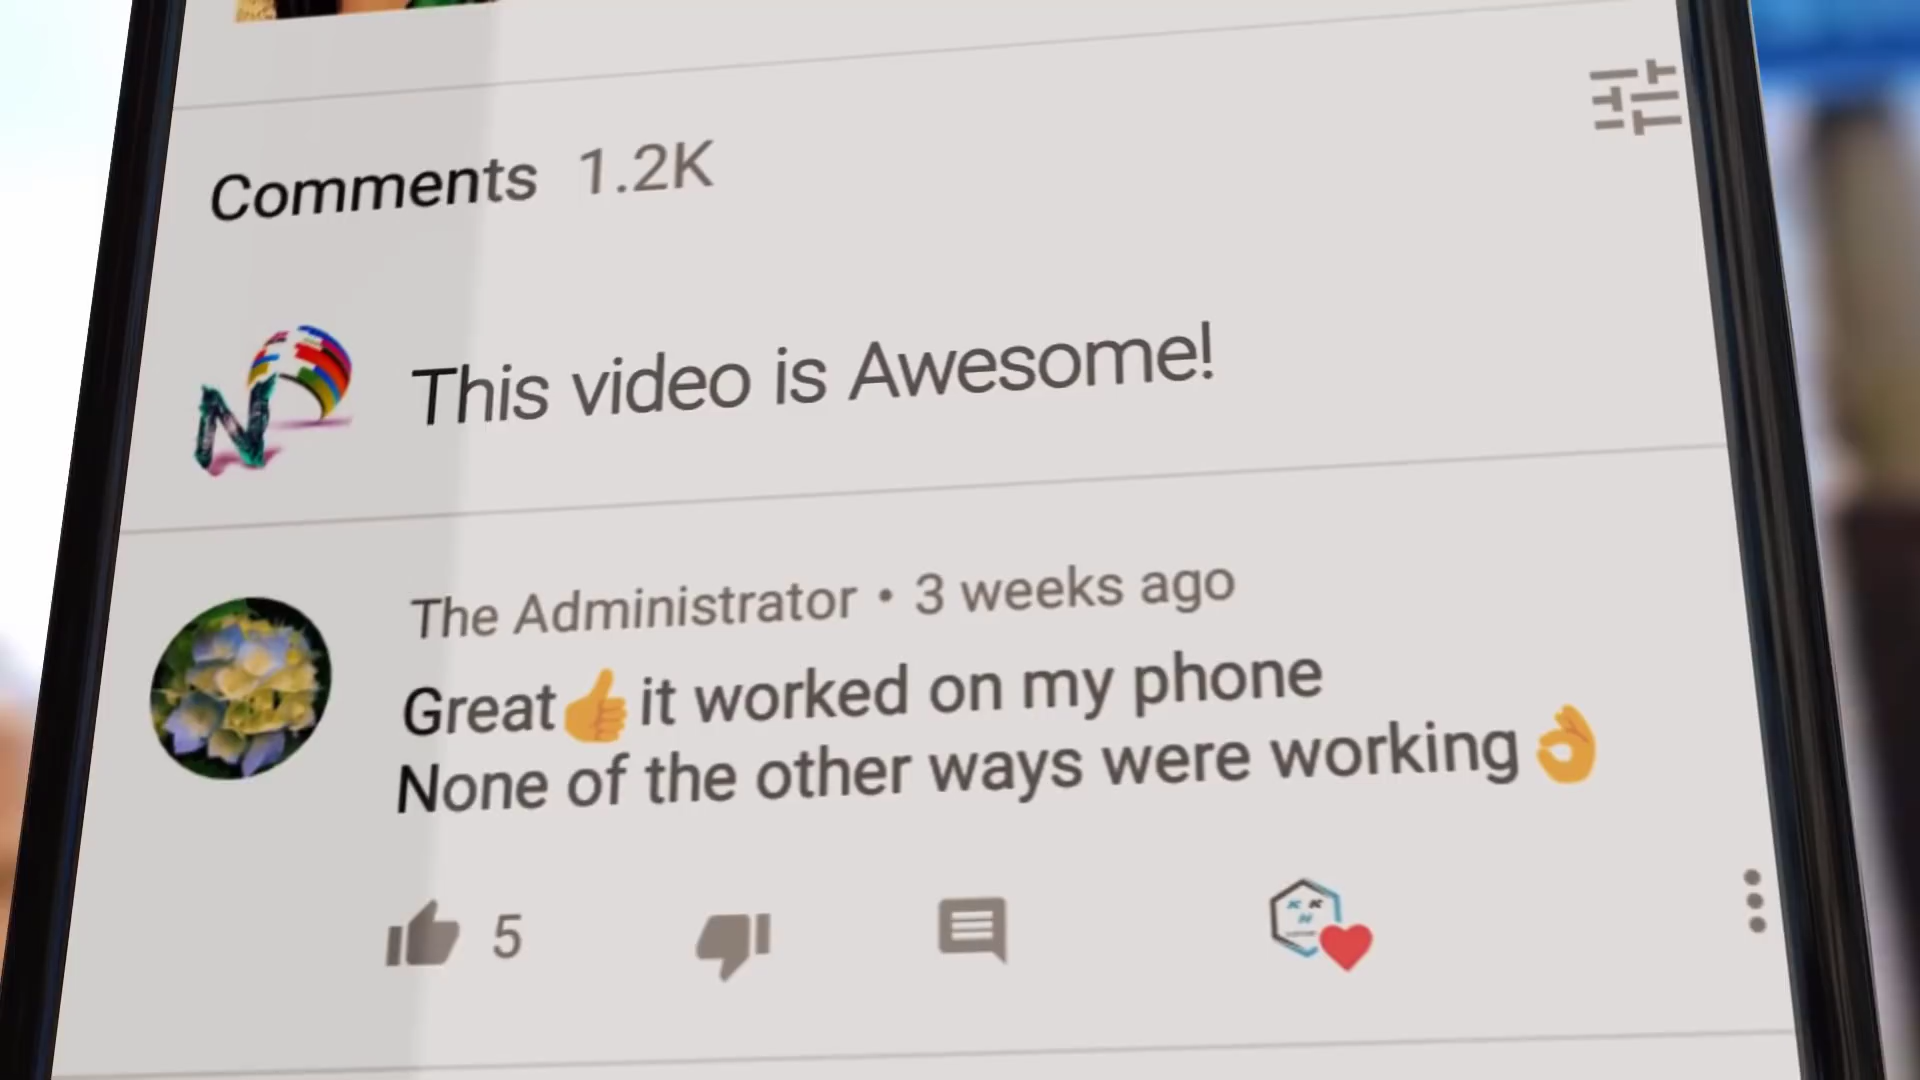 Comments 1.2K
This video is Awesome!
The Administrator • 3 weeks ago
Great👍it worked on my phone
None of the other ways were working👌
5